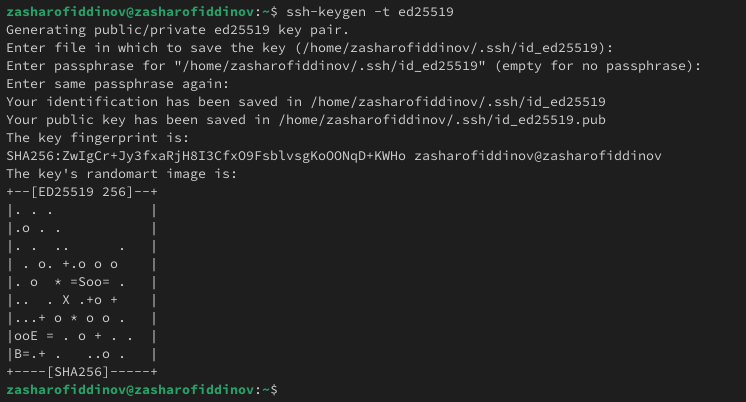 zasharofiddinov@zasharofiddinov:~$ ssh-keygen -t ed25519
Generating public/private ed25519 key pair.
Enter file in which to save the key (/home/zasharofiddinov/.ssh/id_ed25519):
Enter passphrase for "/home/zasharofiddinov/.ssh/id_ed25519" (empty for no passphrase):
Enter same passphrase again:
Your identification has been saved in /home/zasharofiddinov/.ssh/id_ed25519
Your public key has been saved in /home/zasharofiddinov/.ssh/id_ed25519.pub
The key fingerprint is:
SHA256:ZwIgCr+Jy3fxaRjH8I3CfxO9FsblvsgKoOONqD+KWHo zasharofiddinov@zasharofiddinov
The key's randomart image is:
+--[ED25519 256]--+
|. . .            |
|.o . .           |
|. .  ..      .   |
| . o. +.o o o    |
|. o  * =Soo= .   |
|..  . X .+o +    |
|...+ o * o o .   |
|ooE = . o + . .  |
|B=.+ .   ..o .   |
+----[SHA256]-----+
zasharofiddinov@zasharofiddinov:~$